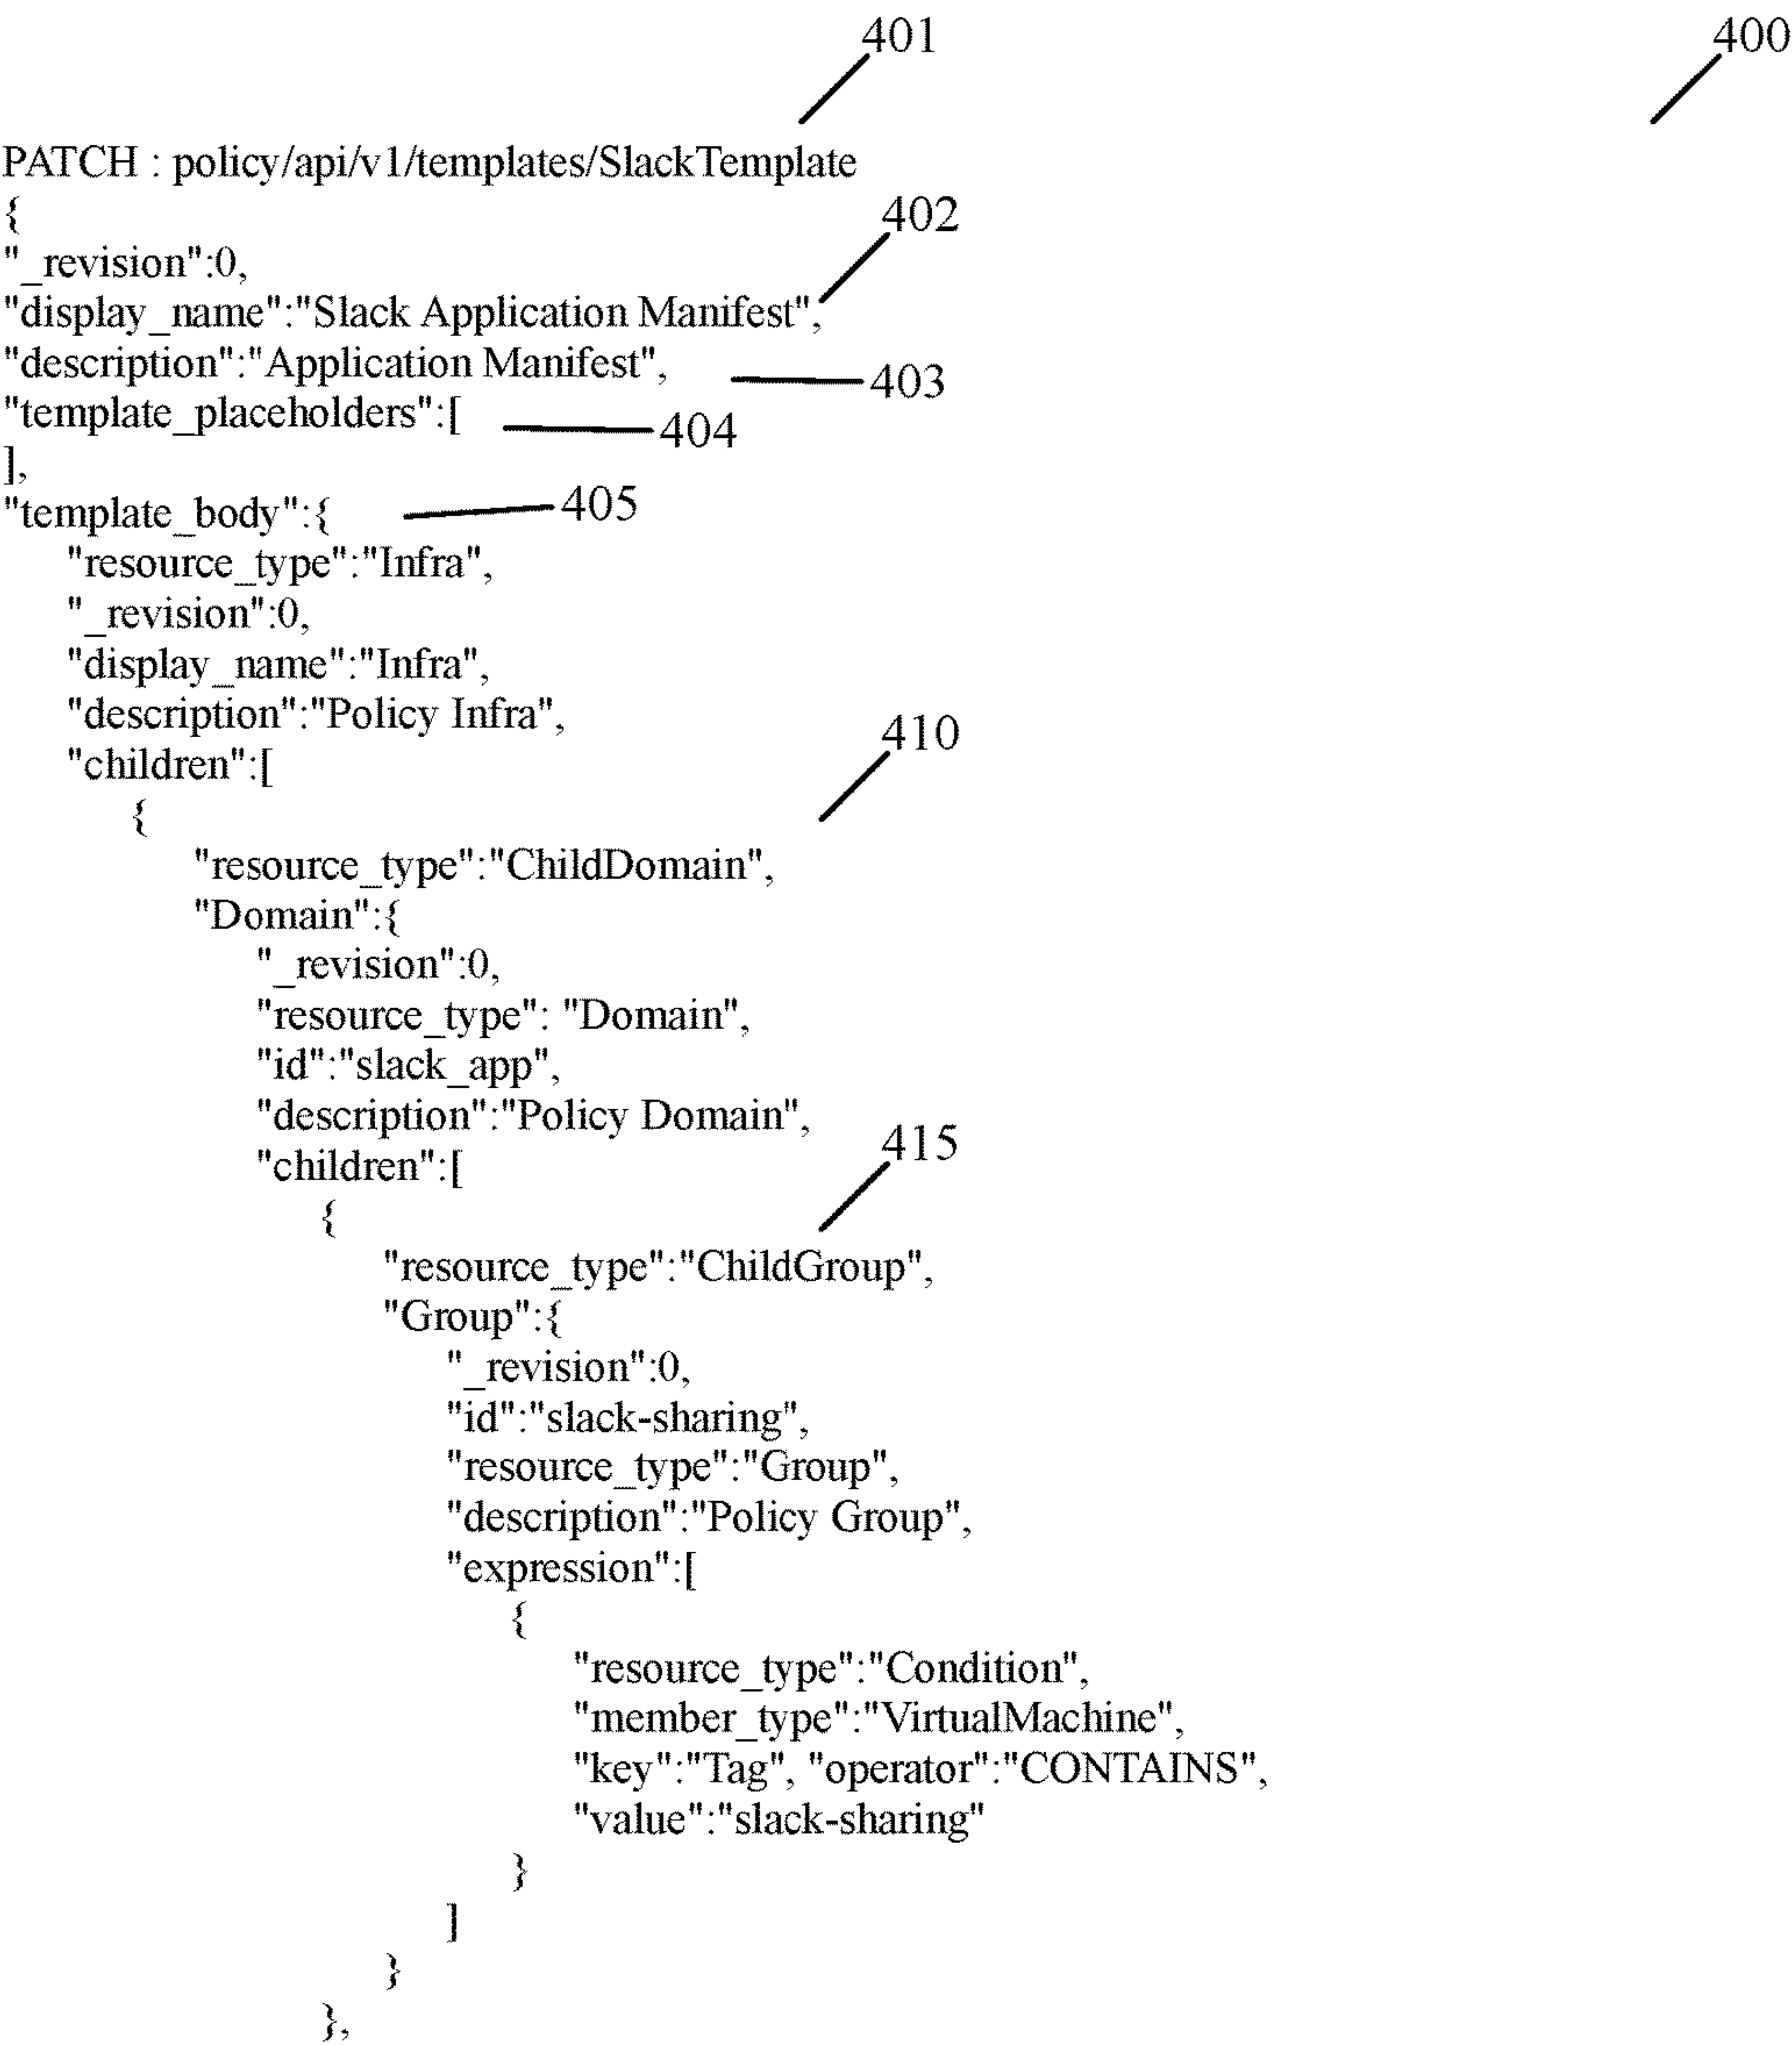 401
400
PATCH : policy/api/v1/templates/SlackTemplate
{
402
"_revision":0,
"display_name":"Slack Application Manifest",
"description":"Application Manifest",
403
"template_placeholders":[
404
],
"template_body":{
405
"resource_type":"Infra",
"_revision":0,
"display_name":"Infra",
"description":"Policy Infra",
410
"children":[
{
"resource_type":"ChildDomain",
"Domain":{
"_revision":0,
"resource_type": "Domain",
"id":"slack_app",
"description":"Policy Domain",
415
"children":[
{
"resource_type":"ChildGroup",
"Group":{
"_revision":0,
"id":"slack-sharing",
"resource_type":"Group",
"description":"Policy Group",
"expression":[
{
"resource_type":"Condition",
"member_type":"VirtualMachine",
"key":"Tag", "operator":"CONTAINS",
"value":"slack-sharing"
}
]
}
},